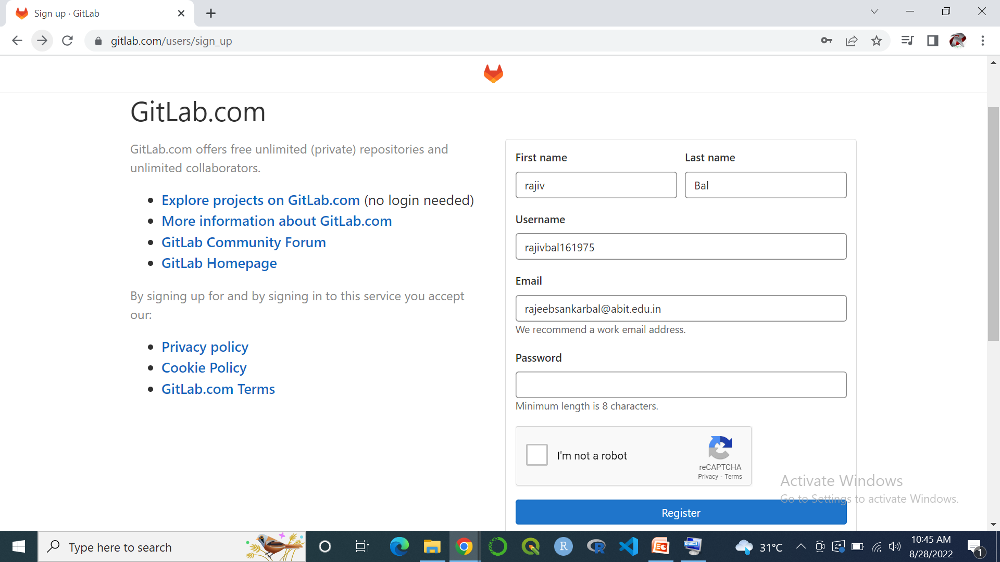 Sign up · GitLab
gitlab.com/users/sign_up
GitLab.com
GitLab.com offers free unlimited (private) repositories and
unlimited collaborators.
Explore projects on GitLab.com (no login needed)
More information about GitLab.com
GitLab Community Forum
GitLab Homepage
By signing up for and by signing in to this service you accept
our:
Privacy policy
Cookie Policy
GitLab.com Terms
First name
Last name
rajiv
Bal
Username
rajivbal161975
Email
rajeebsankarbal@abit.edu.in
We recommend a work email address.
Password
Minimum length is 8 characters.
I'm not a robot
reCAPTCHA
Privacy - Terms
Activate Windows
Go to Settings to activate Windows.
Register
Type here to search
R
R
31°C
10:45 AM
8/28/2022
1